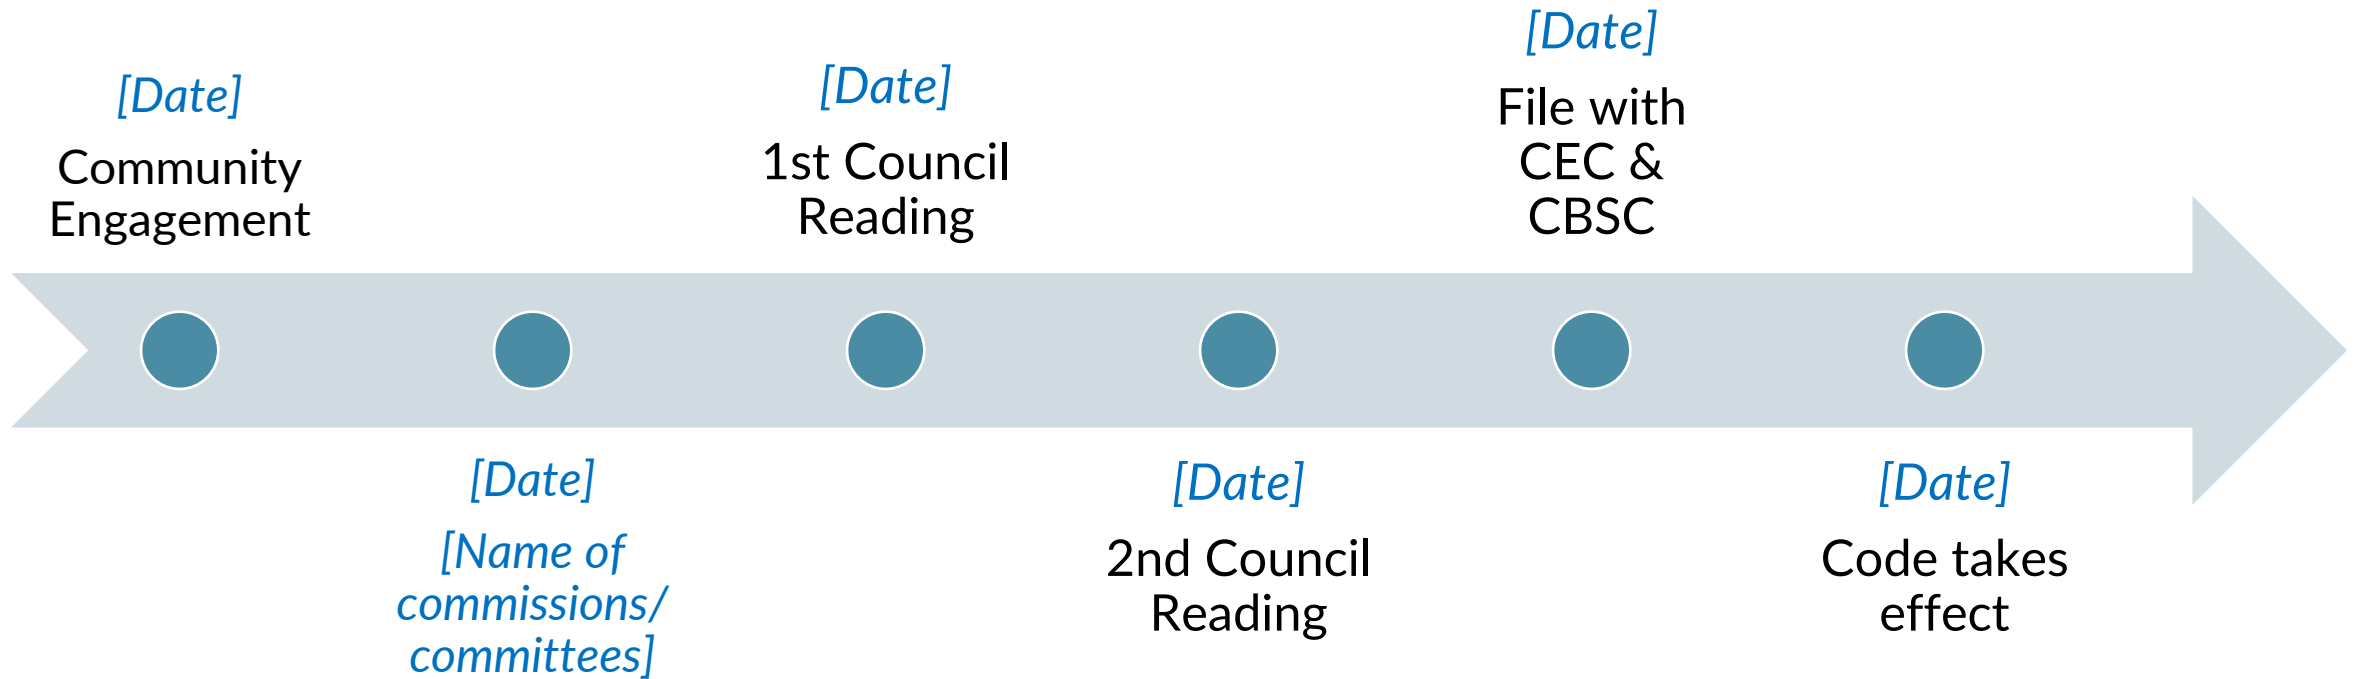 [Date]
Community
Engagement
[Date]
[Name of
commissions/
committees]
[Date]
1st Council
Reading
[Date]
2nd Council
Reading
[Date]
File with
CEC &
CBSC
[Date]
Code takes
effect